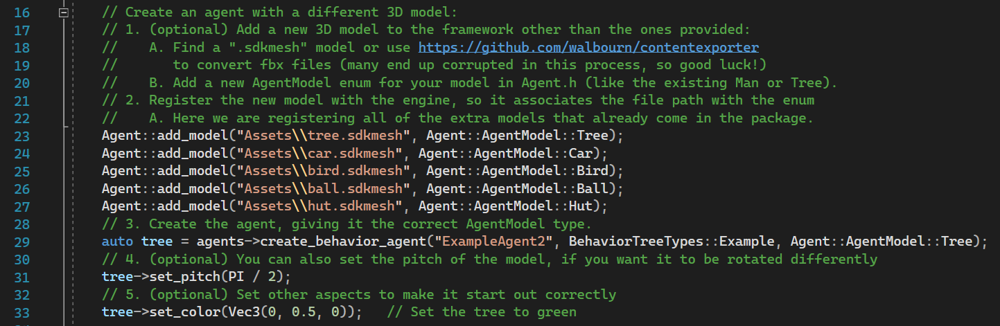 16 // Create an agent with a different 3D model:
17 // 1. (optional) Add a new 3D model to the framework other than the ones provided:
18 //    A. Find a ".sdkmesh" model or use https://github.com/walbourn/contentexporter
19 //       to convert fbx files (many end up corrupted in this process, so good luck!)
20 //    B. Add a new AgentModel enum for your model in Agent.h (like the existing Man or Tree).
21 // 2. Register the new model with the engine, so it associates the file path with the enum
22 //    A. Here we are registering all of the extra models that already come in the package.
23 Agent::add_model("Assets\\tree.sdkmesh", Agent::AgentModel::Tree);
24 Agent::add_model("Assets\\car.sdkmesh", Agent::AgentModel::Car);
25 Agent::add_model("Assets\\bird.sdkmesh", Agent::AgentModel::Bird);
26 Agent::add_model("Assets\\ball.sdkmesh", Agent::AgentModel::Ball);
27 Agent::add_model("Assets\\hut.sdkmesh", Agent::AgentModel::Hut);
28 // 3. Create the agent, giving it the correct AgentModel type.
29 auto tree = agents->create_behavior_agent("ExampleAgent2", BehaviorTreeTypes::Example, Agent::AgentModel::Tree);
30 // 4. (optional) You can also set the pitch of the model, if you want it to be rotated differently
31 tree->set_pitch(PI / 2);
32 // 5. (optional) Set other aspects to make it start out correctly
33 tree->set_color(Vec3(0, 0.5, 0));   // Set the tree to green